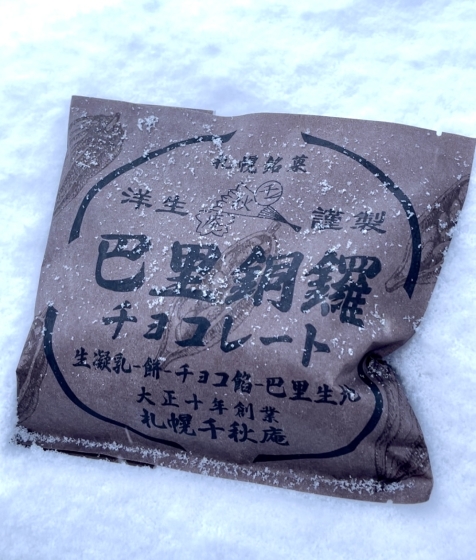 札幌銘菓
洋生 謹製
巴里銅鑼
チョコレート
生凝乳-餅-チョコ餡-巴里生地
大正十年創業
札幌千秋庵